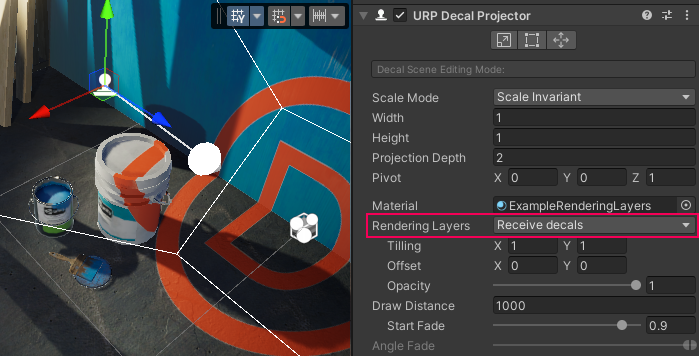 URP Decal Projector
Decal Scene Editing Mode:
Scale Mode Scale Invariant
Width 1
Height 1
Projection Depth 2
Pivot X 0 Y 0 Z 1
Material ExampleRenderingLayers
Rendering Layers Receive decals
Tilling X 1 Y 1
Offset X 0 Y 0
Opacity 1
Draw Distance 1000
Start Fade 0.9
Angle Fade